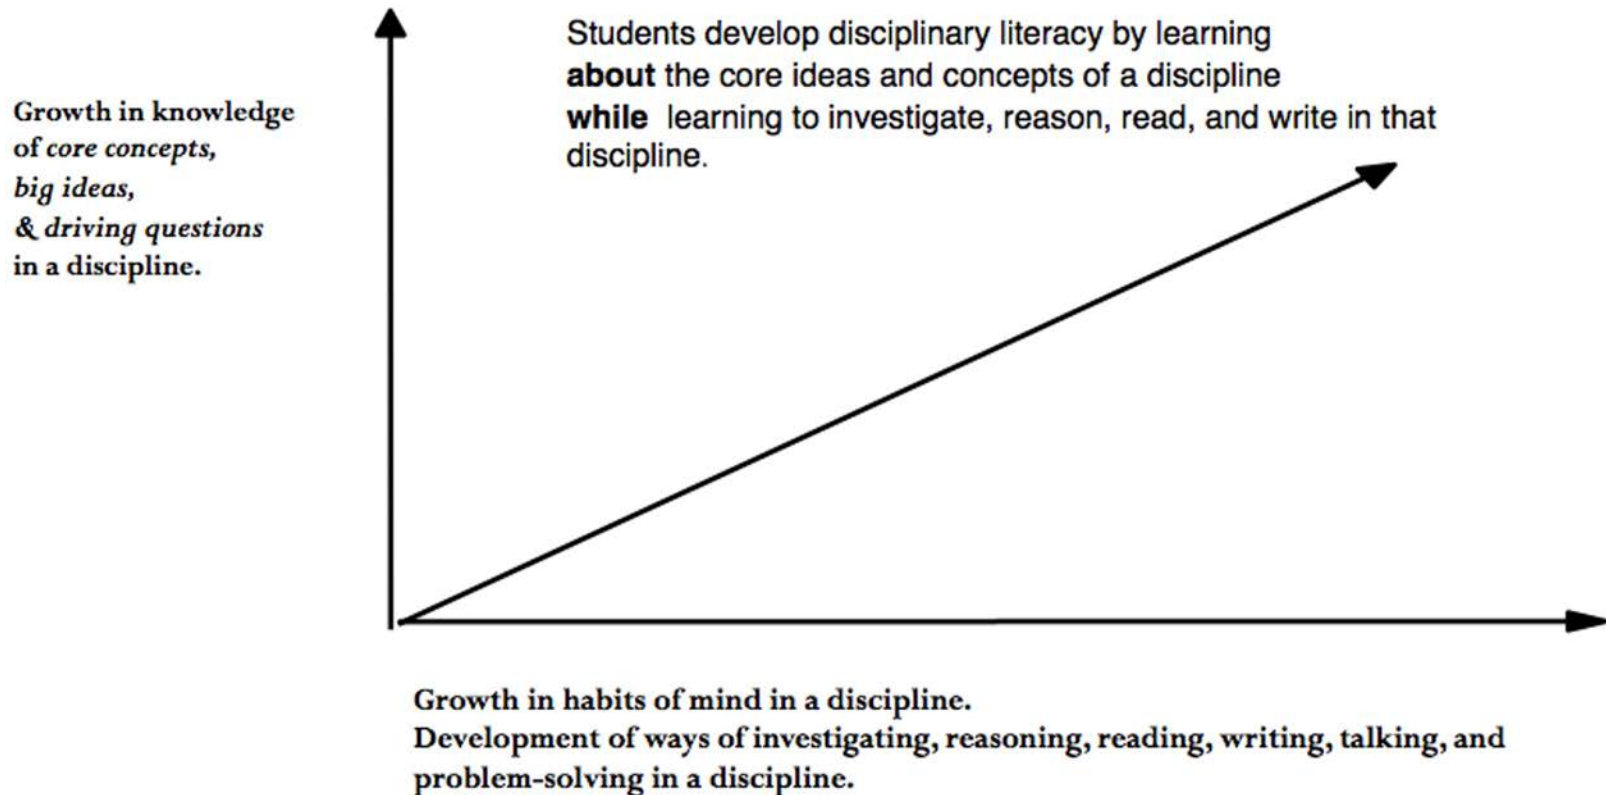 Students develop disciplinary literacy by learning
about the core ideas and concepts of a discipline
while learning to investigate, reason, read, and write in that
discipline.
Growth in knowledge
of core concepts,
big ideas,
& driving questions
in a discipline.
Growth in habits of mind in a discipline.
Development of ways of investigating, reasoning, reading, writing, talking, and
problem-solving in a discipline.